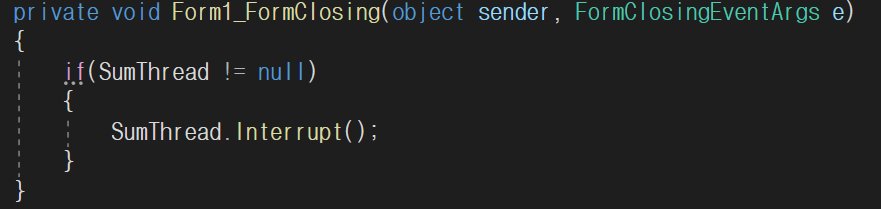 private void Form1_FormClosing(object sender, FormClosingEventArgs e)
{
if(SumThread != null)
{
SumThread.Interrupt();
}
}